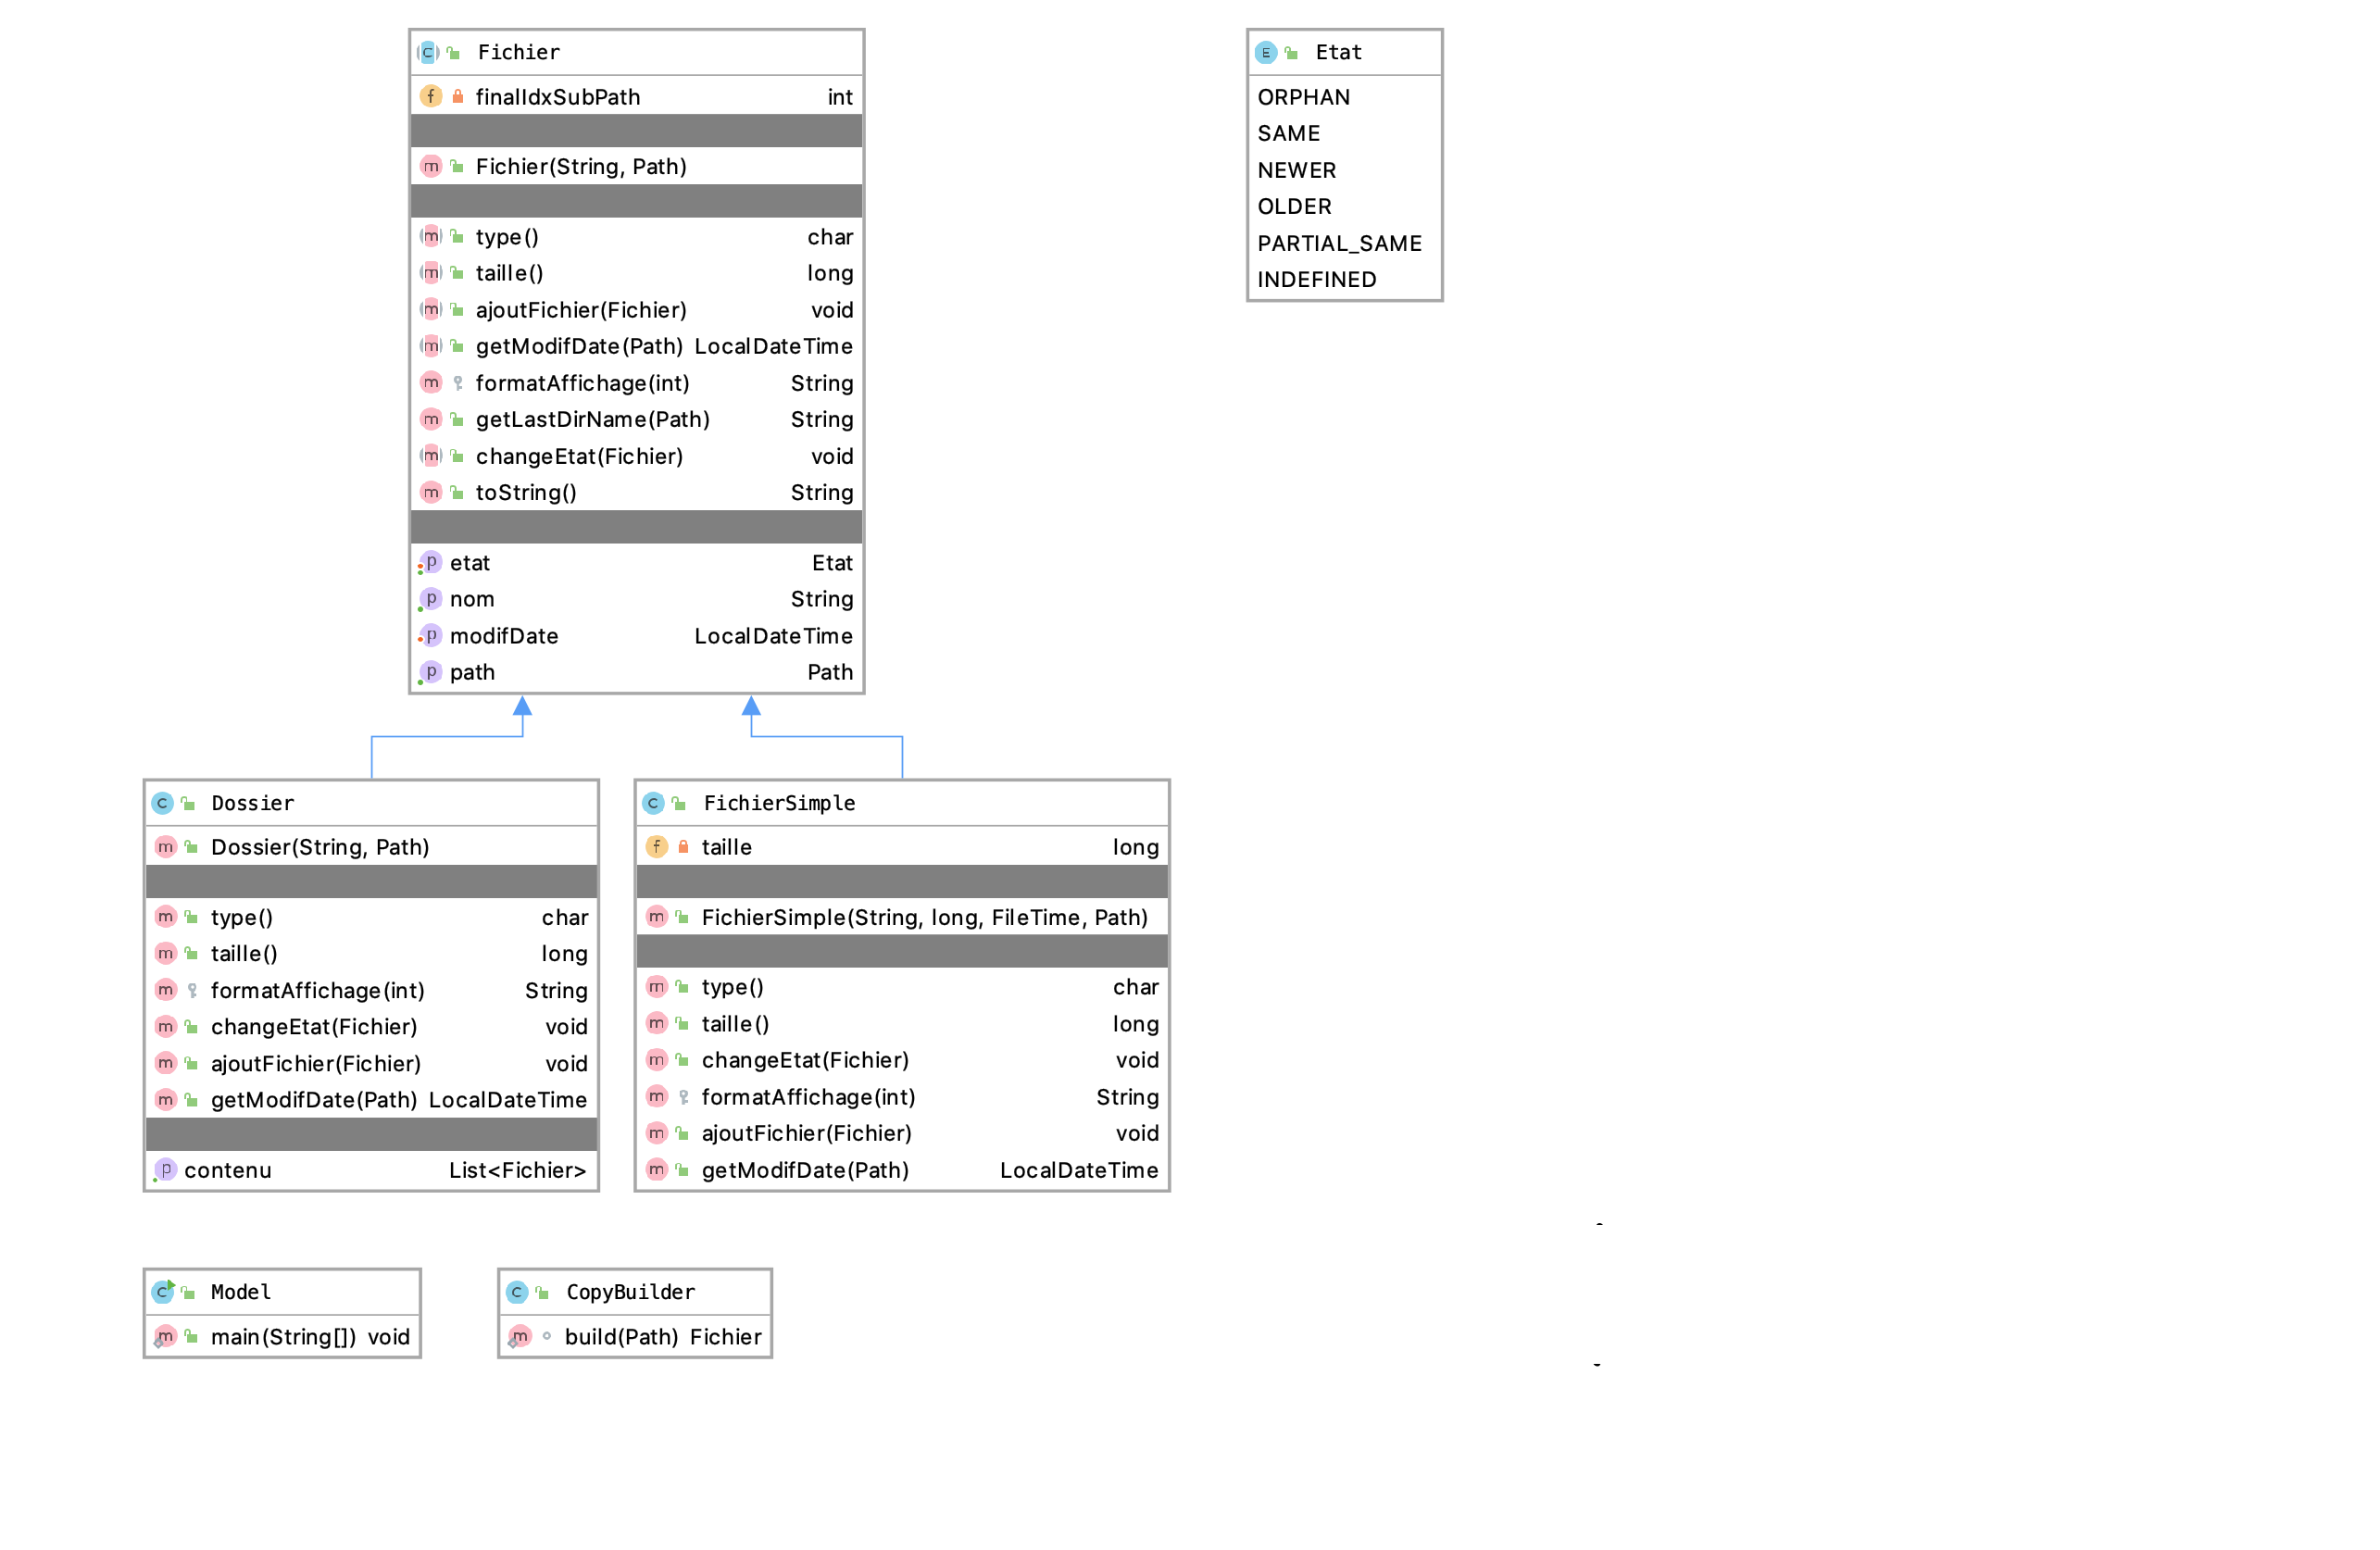 Fichier
finalIdxSubPath int
Fichier(String, Path)
type() char
taille() long
ajoutFichier(Fichier) void
getModifDate(Path) LocalDateTime
formatAffichage(int) String
getLastDirName(Path) String
changeEtat(Fichier) void
toString() String
etat Etat
nom String
modifDate LocalDateTime
path Path
Etat
ORPHAN
SAME
NEWER
OLDER
PARTIAL_SAME
INDEFINED
Dossier
Dossier(String, Path)
type() char
taille() long
formatAffichage(int) String
changeEtat(Fichier) void
ajoutFichier(Fichier) void
getModifDate(Path) LocalDateTime
contenu List<Fichier>
FichierSimple
taille long
FichierSimple(String, long, FileTime, Path)
type() char
taille() long
changeEtat(Fichier) void
formatAffichage(int) String
ajoutFichier(Fichier) void
getModifDate(Path) LocalDateTime
Model
main(String[]) void
CopyBuilder
build(Path) Fichier